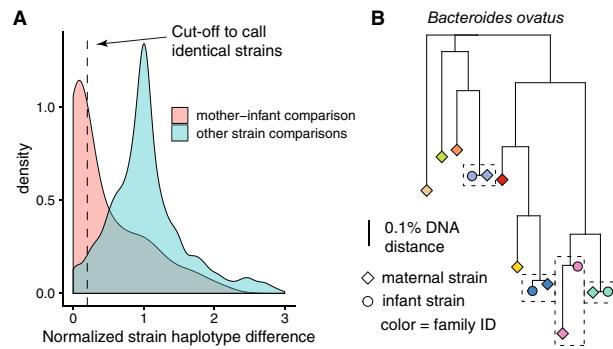 A
Cut-off to call
identical strains
mother-infant comparison
other strain comparisons
density
1.0
0.5
0.0
0
1
2
3
Normalized strain haplotype difference
B
Bacteroides ovatus
0.1% DNA
distance
maternal strain
infant strain
color = family ID